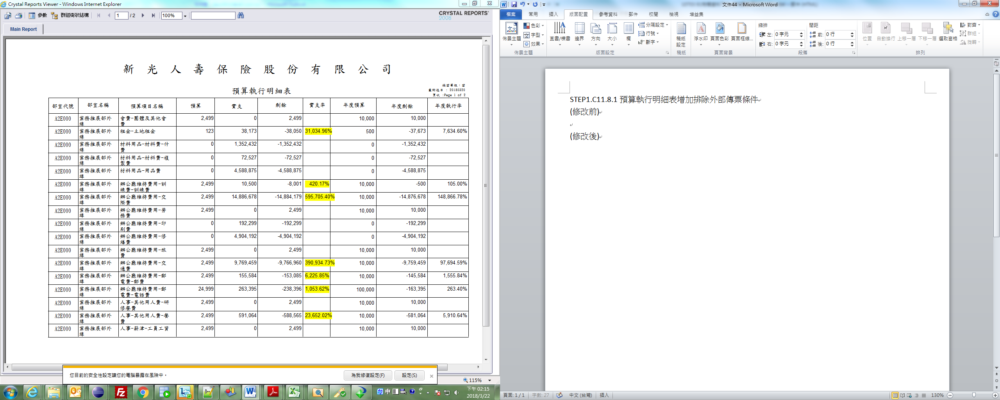 Crystal Reports Viewer - Windows Internet Explorer
參數 群組樹狀結構 1 / 2 100%
CRYSTAL REPORTS®
2008
Main Report
新光人壽保險股份有限公司
預算執行明細表
機密等級：密
查詢迄日 : 20180320
頁次 :Page 1 of 2
部室代號 部室名稱 預算項目名稱 預算 實支 剩餘 實支率 年度預算 年度剩餘 年度執行率
A2E000 業務推展部外埠 會費-團體及其他會費 2,499 0 2,499 10,000 10,000
A2E000 業務推展部外埠 租金-土地租金 123 38,173 -38,050 31,034.96% 500 -37,673 7,634.60%
A2E000 業務推展部外埠 材料用品-材料費-什費 0 1,352,432 -1,352,432 0 -1,352,432
A2E000 業務推展部外埠 材料用品-材料費-複製費 0 72,527 -72,527 0 -72,527
A2E000 業務推展部外埠 材料用品-用品費 0 4,588,875 -4,588,875 0 -4,588,875
A2E000 業務推展部外埠 辦公廳維持費用-訓練費-訓練費 2,499 10,500 -8,001 420.17% 10,000 -500 105.00%
A2E000 業務推展部外埠 辦公廳維持費用-交際費 2,499 14,886,678 -14,884,179 595,705.40% 10,000 -14,876,678 148,866.78%
A2E000 業務推展部外埠 辦公廳維持費用-勞務費 2,499 0 2,499 10,000 10,000
A2E000 業務推展部外埠 辦公廳維持費用-印刷費 0 192,299 -192,299 0 -192,299
A2E000 業務推展部外埠 辦公廳維持費用-修繕費 0 4,904,192 -4,904,192 0 -4,904,192
A2E000 業務推展部外埠 辦公廳維持費用-旅費 2,499 0 2,499 10,000 10,000
A2E000 業務推展部外埠 辦公廳維持費用-交通費 2,499 9,769,459 -9,766,960 390,934.73% 10,000 -9,759,459 97,694.59%
A2E000 業務推展部外埠 辦公廳維持費用-郵電費-郵費 2,499 155,584 -153,085 6,225.85% 10,000 -145,584 1,555.84%
A2E000 業務推展部外埠 辦公廳維持費用-郵電費-電話費 24,999 263,395 -238,396 1,053.62% 100,000 -163,395 263.40%
A2E000 業務推展部外埠 人事-其他用人費-研修餐費 2,499 0 2,499 10,000 10,000
A2E000 業務推展部外埠 人事-其他用人費-餐費 2,499 591,064 -588,565 23,652.02% 10,000 -581,064 5,910.64%
A2E000 業務推展部外埠 人事-薪津-工員工資 2,499 0 2,499 10,000 10,000
您目前的安全性設定讓您的電腦暴露在風險中。 為我修復設定(F) 設定(S) ×
115%
中
下午 02:15
2018/3/22
文件44 - Microsoft Word
檔案 常用 插入 版面配置 參考資料 郵件 校閱 檢視 增益集
佈景主題 色彩 字型 效果
直書/橫書 邊界 方向 大小 欄 分隔設定 行號 斷字
稿紙設定
浮水印 頁面色彩 頁面框線...
縮排 間距
左: 0 字元 前: 0 行
右: 0 字元 後: 0 行
位置 自動換行 上移一層 下移一層 選取窗格 對齊 群組 旋轉
佈景主題 版面設定 稿紙 頁面背景 段落 排列
STEP1.C11.8.1 預算執行明細表增加排除外部傳票條件
(修改前)
(修改後)
頁面: 1 / 1 字數: 27 中文 (台灣) 插入 130%